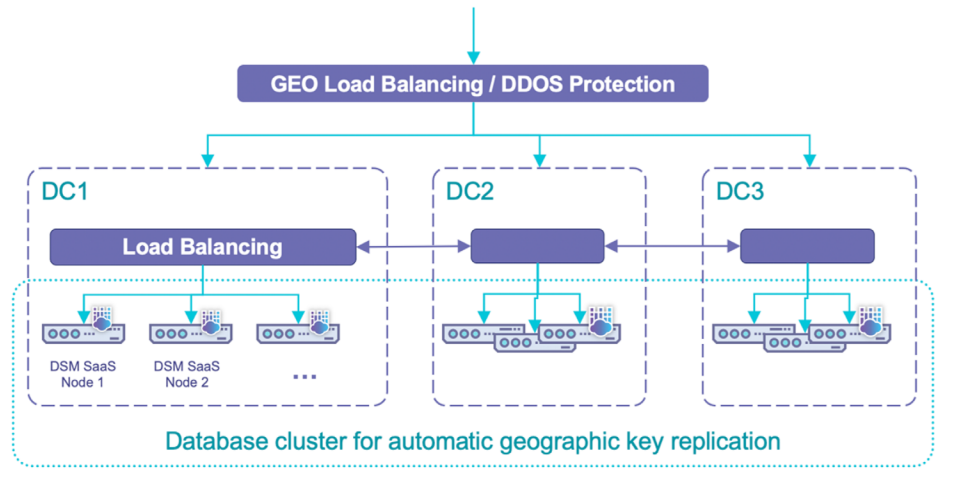 GEO Load Balancing / DDOS Protection
DC1
DC2
DC3
Load Balancing
DSM SaaS
Node 1
DSM SaaS
Node 2
...
Database cluster for automatic geographic key replication